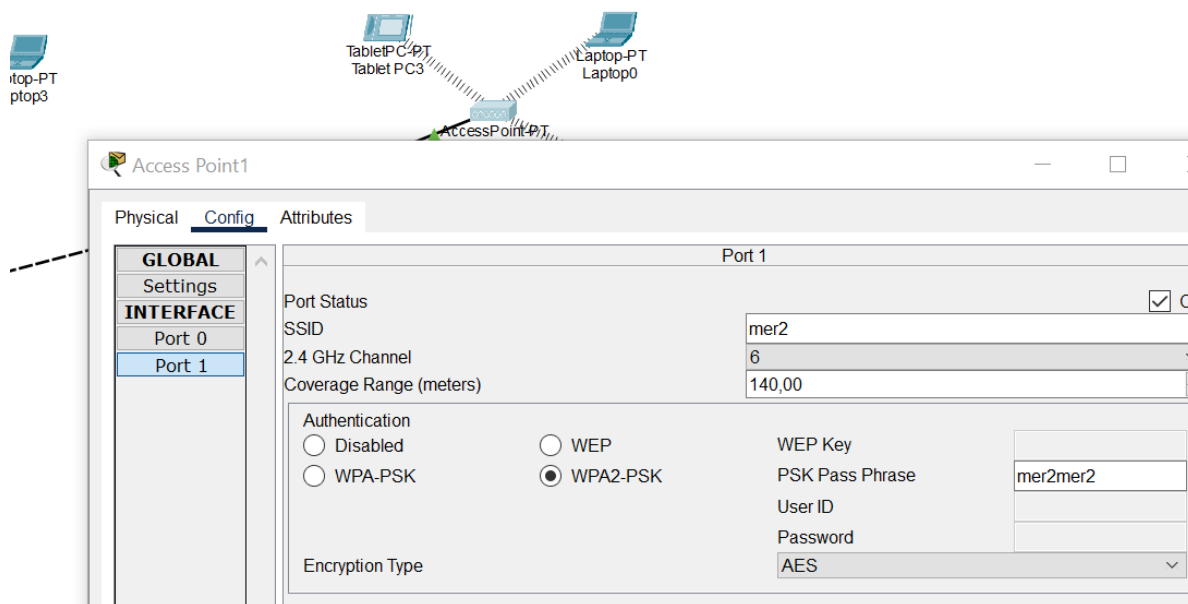 TabletPC-PT
Tablet PC3
Laptop-PT
Laptop0
top-PT
ptop3
AccessPoint-PT
Access Point1
Physical Config Attributes
GLOBAL
Settings
INTERFACE
Port 0
Port 1
Port 1
Port Status
SSID mer2
2.4 GHz Channel 6
Coverage Range (meters) 140,00
Authentication
Disabled WEP WEP Key
WPA-PSK WPA2-PSK PSK Pass Phrase mer2mer2
User ID
Password
Encryption Type AES